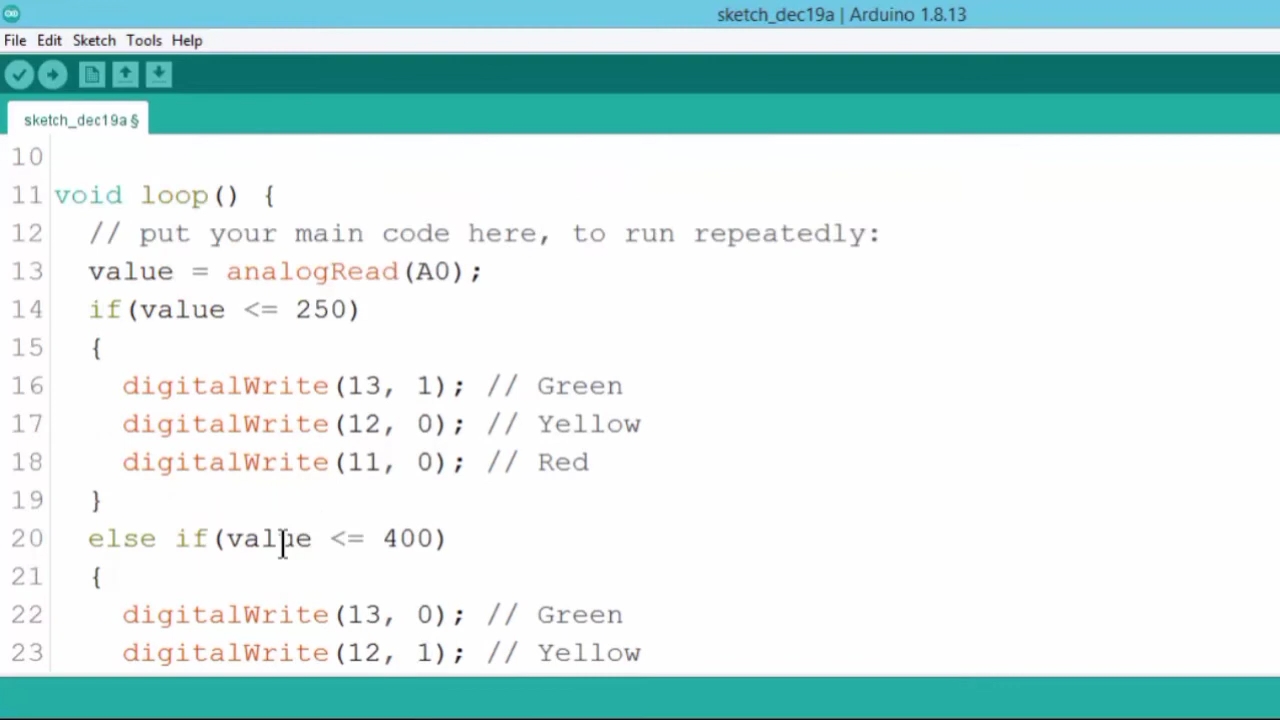 sketch_dec19a | Arduino 1.8.13
File Edit Sketch Tools Help
sketch_dec19a §
10
11 void loop() {
12 // put your main code here, to run repeatedly:
13 value = analogRead(A0);
14 if(value <= 250)
15 {
16 digitalWrite(13, 1); // Green
17 digitalWrite(12, 0); // Yellow
18 digitalWrite(11, 0); // Red
19 }
20 else if(value <= 400)
21 {
22 digitalWrite(13, 0); // Green
23 digitalWrite(12, 1); // Yellow